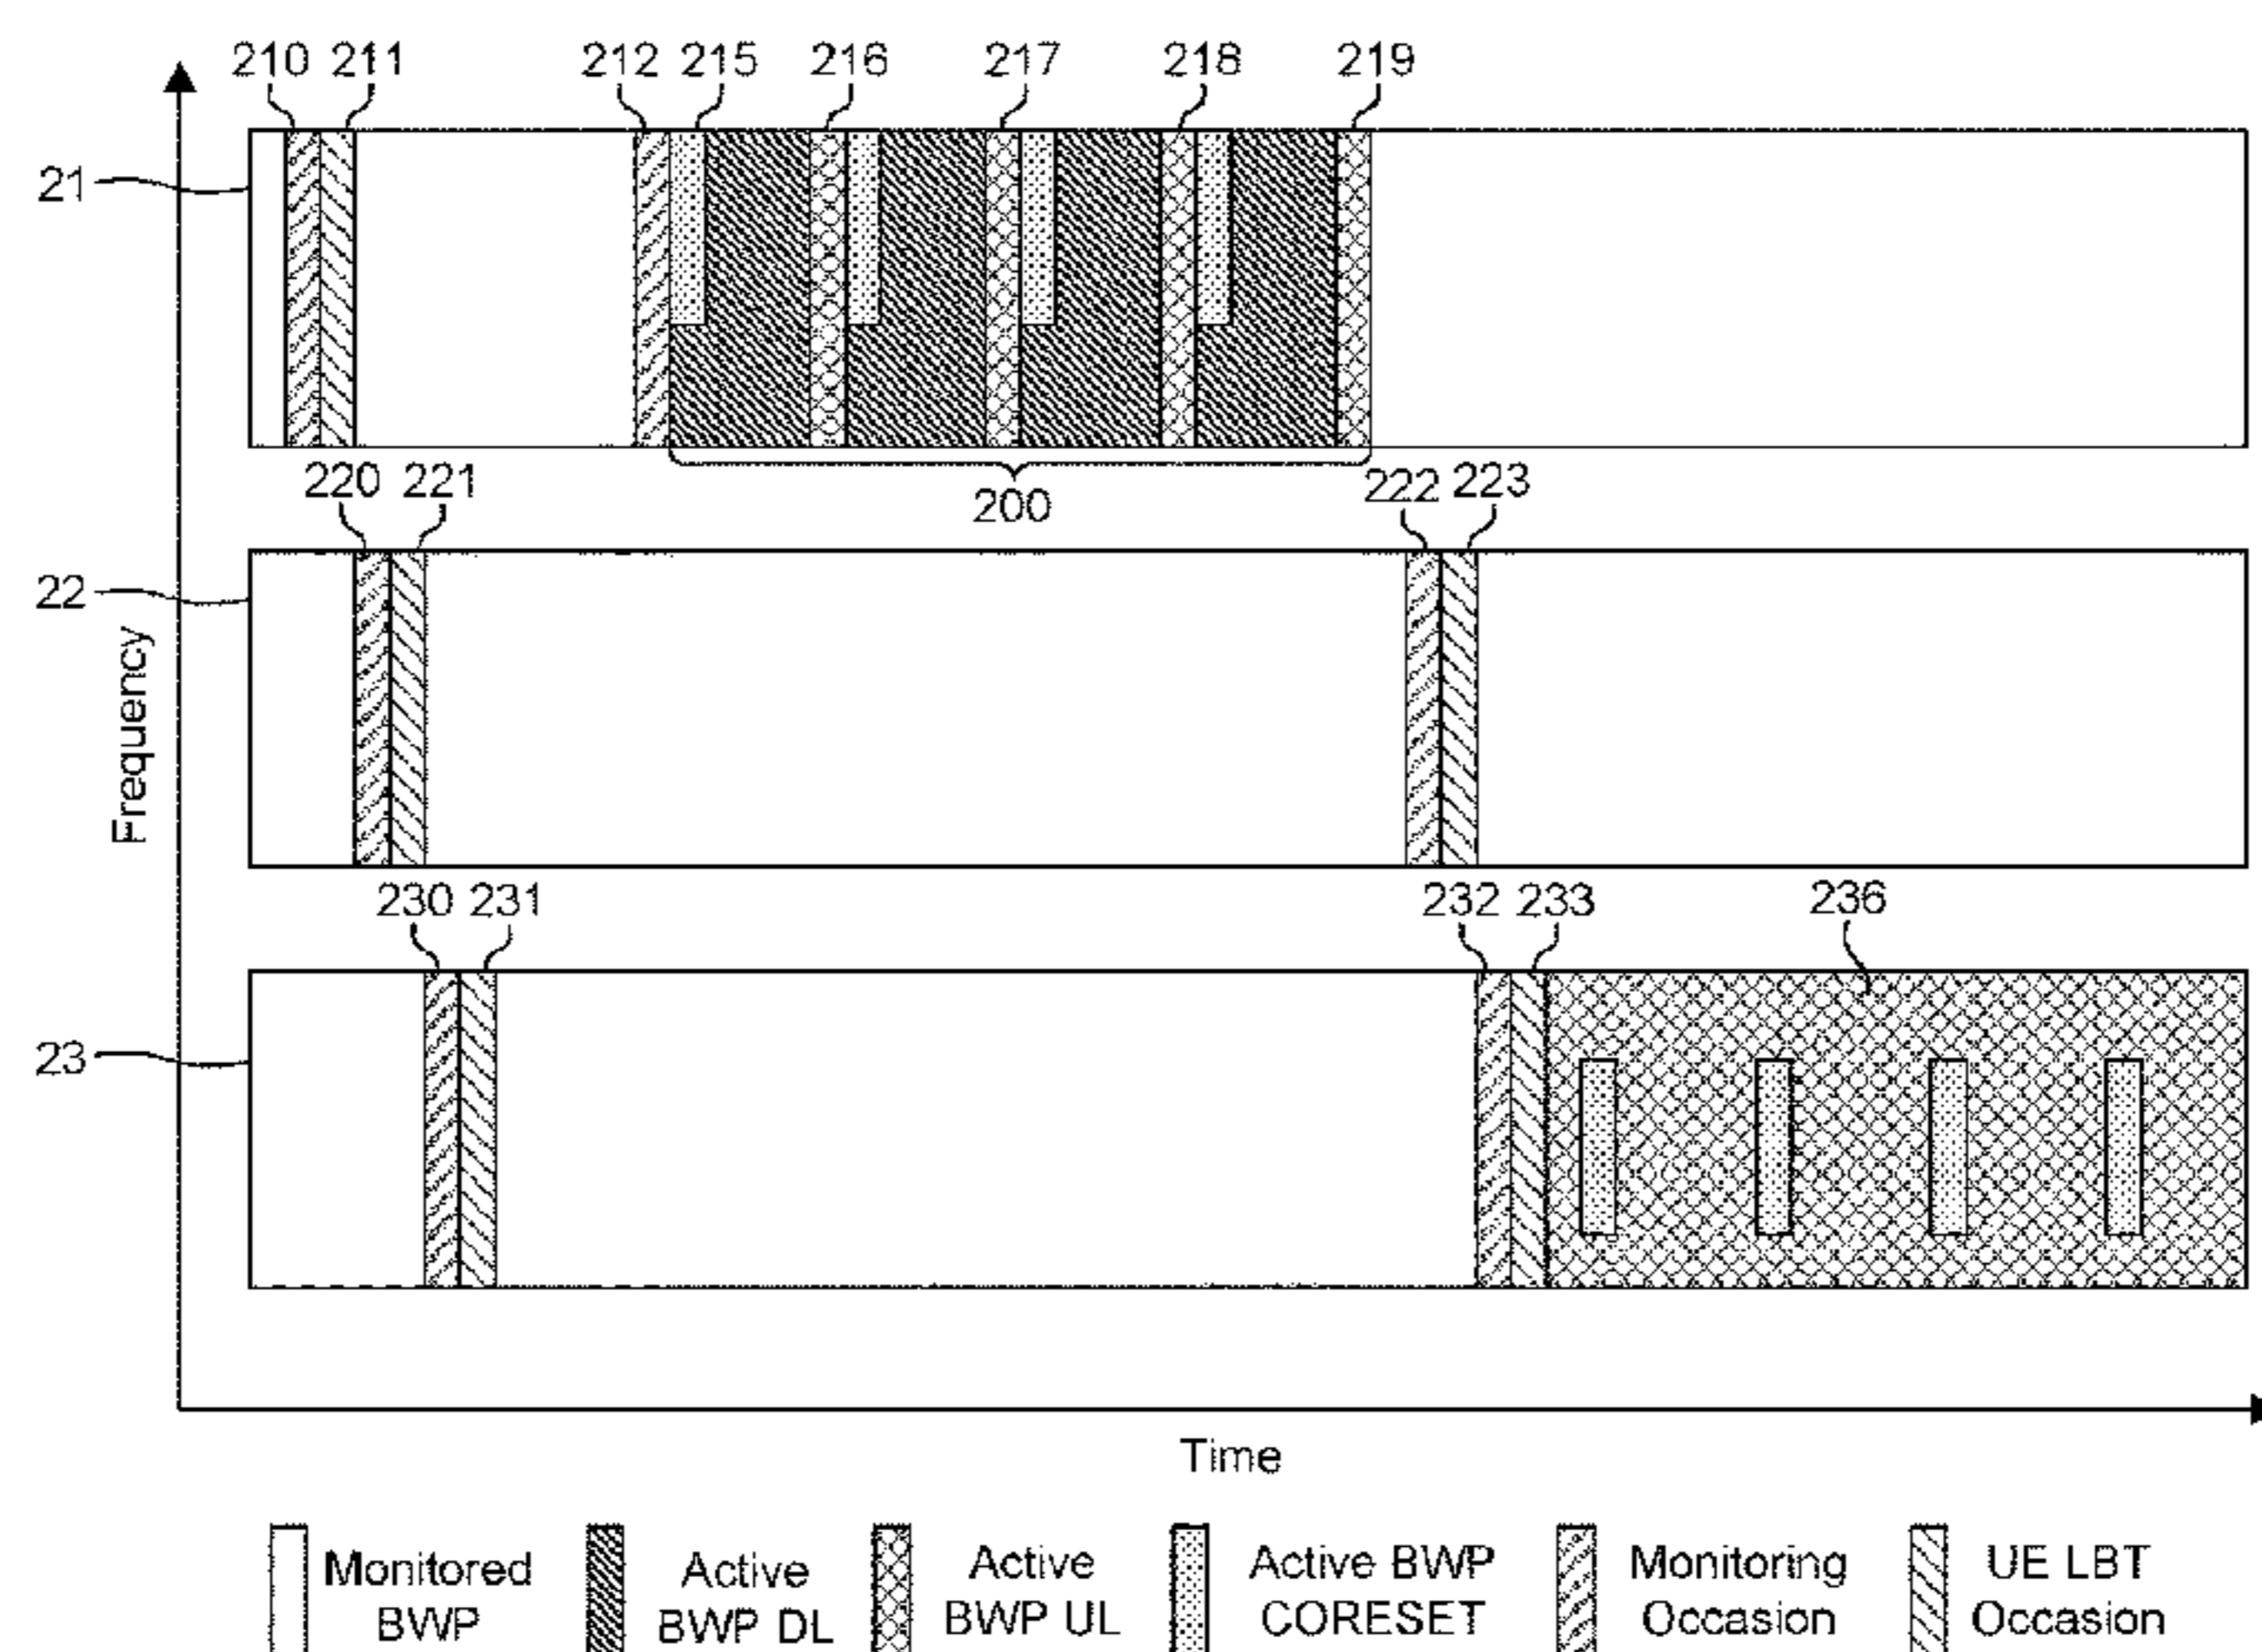 210 211 212 215 216 217 218 219
21
200
220 221 222 223
22
Frequency
230 231 232 233 236
23
Time
Monitored BWP
Active BWP DL
Active BWP UL
Active BWP CORESET
Monitoring Occasion
UE LBT Occasion